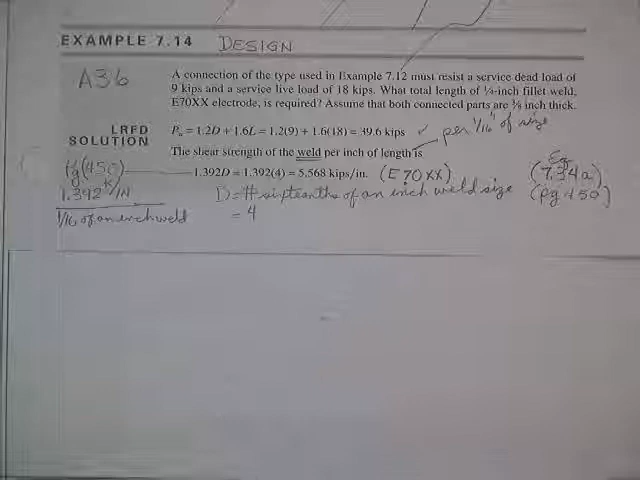 EXAMPLE 7.14 DESIGN
A36
A connection of the type used in Example 7.12 must resist a service dead load of
9 kips and a service live load of 18 kips. What total length of ¼-inch fillet weld,
E70XX electrode, is required? Assume that both connected parts are ⅜ inch thick.
LRFD
SOLUTION
Pu = 1.2D + 1.6L = 1.2(9) + 1.6(18) = 39.6 kips ✓ per 1/16" of size
The shear strength of the weld per inch of length is
(pg 450)
1.392D = 1.392(4) = 5.568 kips/in. (E70XX)
Eq
(7.34a)
(pg 450)
1.392 K/IN
1/16 of an inch weld
D = # sixteenths of an inch weld size
= 4